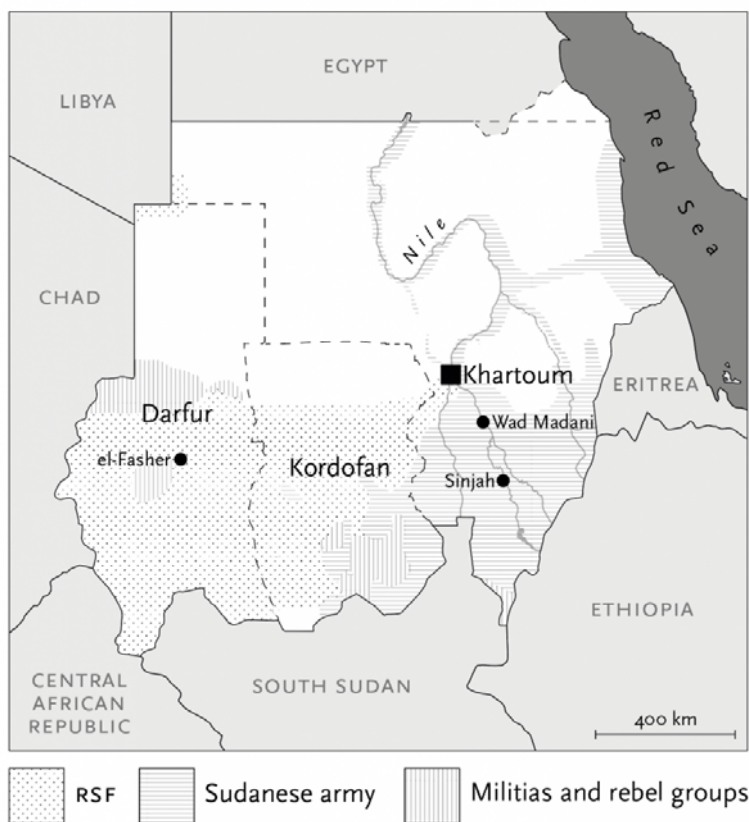 EGYPT
LIBYA
Red Sea
Nile
CHAD
Khartoum
ERITREA
Darfur
Wad Madani
el-Fasher
Kordofan
Sinjah
ETHIOPIA
CENTRAL
AFRICAN
REPUBLIC
SOUTH SUDAN
400 km
RSF
Sudanese army
Militias and rebel groups